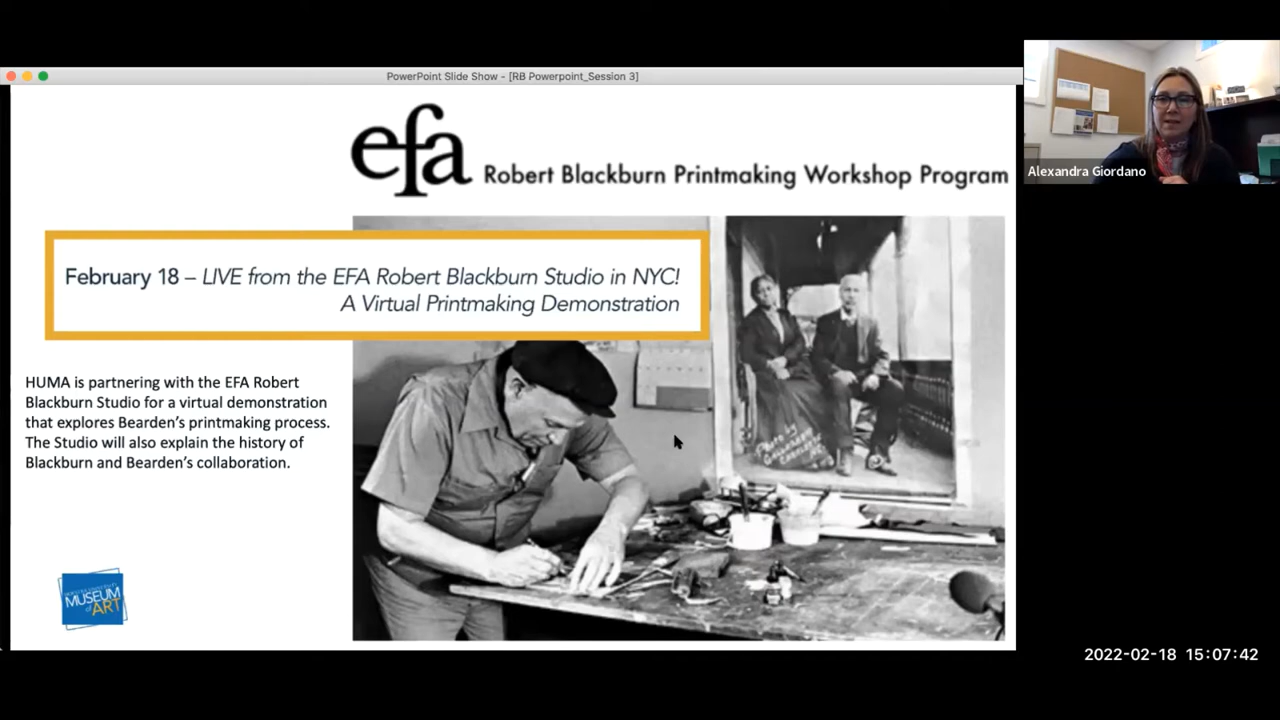 PowerPoint Slide Show - [RB Powerpoint_Session 3]
efa Robert Blackburn Printmaking Workshop Program
Alexandra Giordano
February 18 – LIVE from the EFA Robert Blackburn Studio in NYC!
A Virtual Printmaking Demonstration
HUMA is partnering with the EFA Robert
Blackburn Studio for a virtual demonstration
that explores Bearden's printmaking process.
The Studio will also explain the history of
Blackburn and Bearden's collaboration.
Photo by
MUSEUM
of ART
2022-02-18 15:07:42